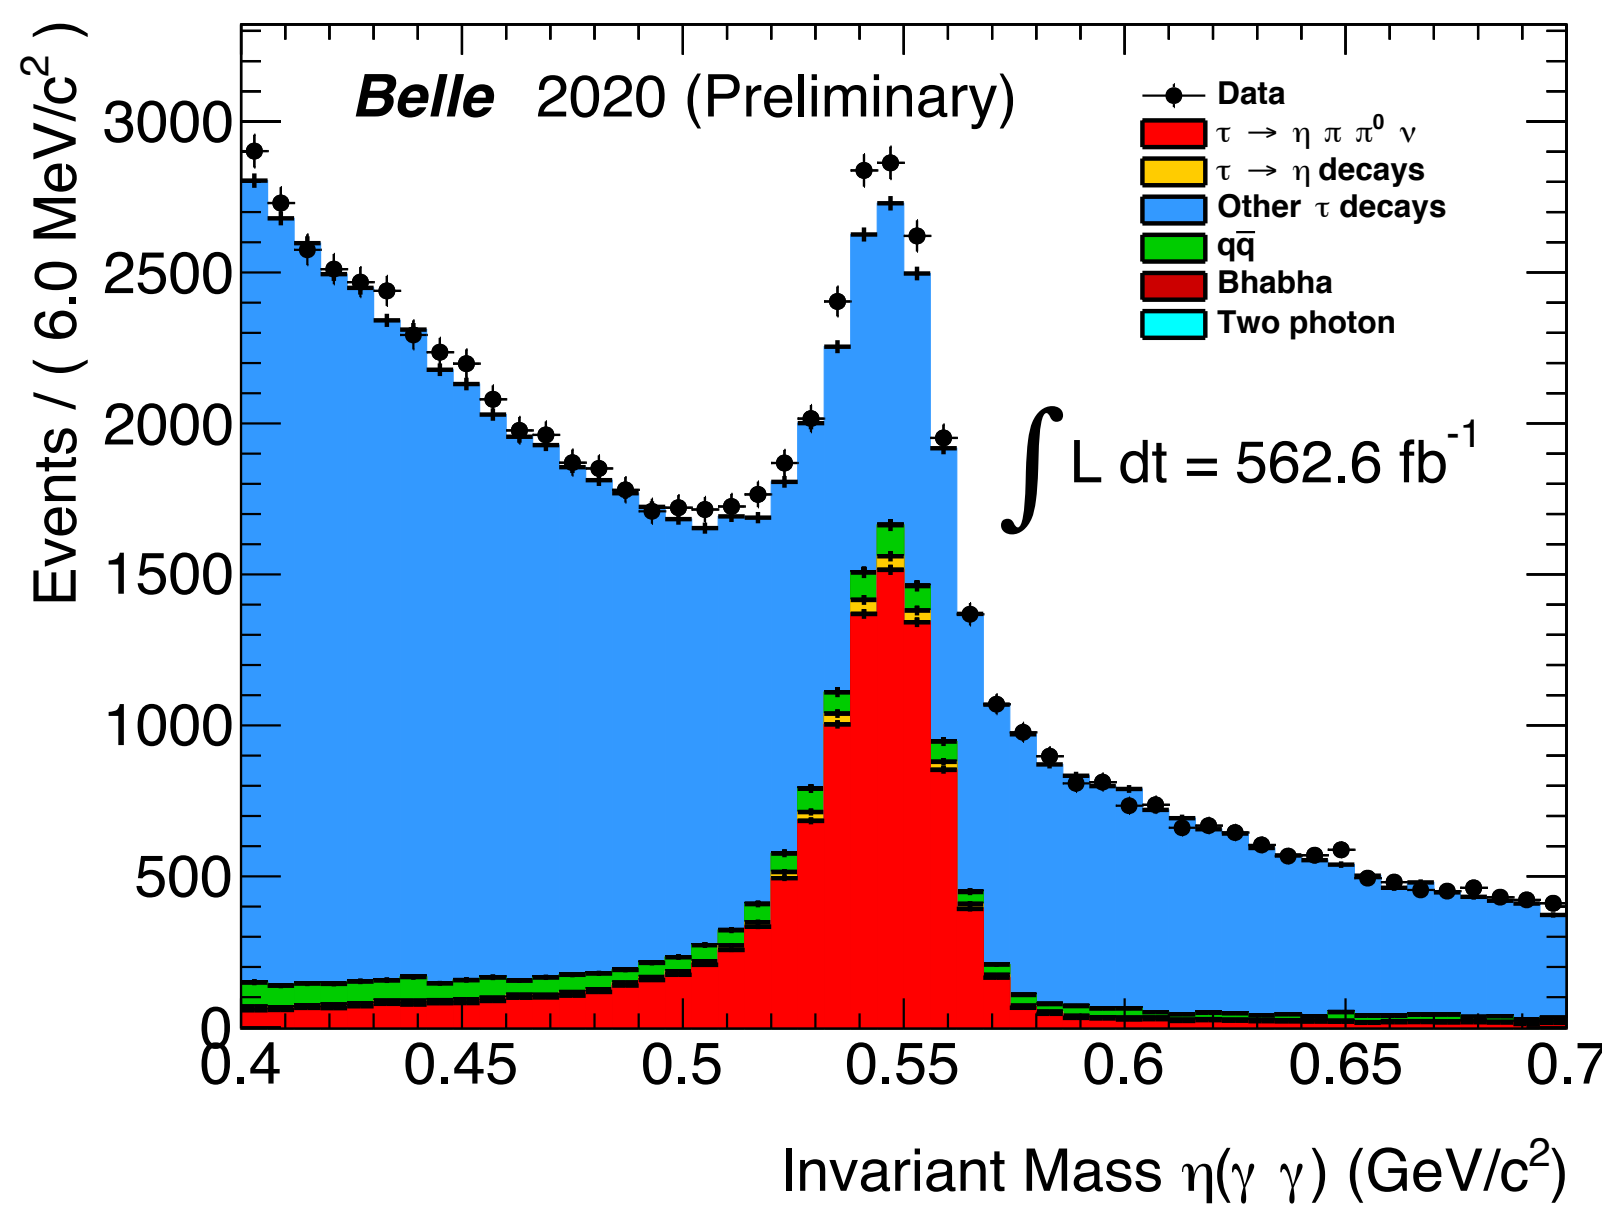 Belle 2020 (Preliminary)
Data
τ → η π π⁰ ν
τ → η decays
Other τ decays
qq̅
Bhabha
Two photon
∫ L dt = 562.6 fb⁻¹
Events / ( 6.0 MeV/c² )
3000
2500
2000
1500
1000
500
0
0.4 0.45 0.5 0.55 0.6 0.65 0.7
Invariant Mass η(γ γ) (GeV/c²)